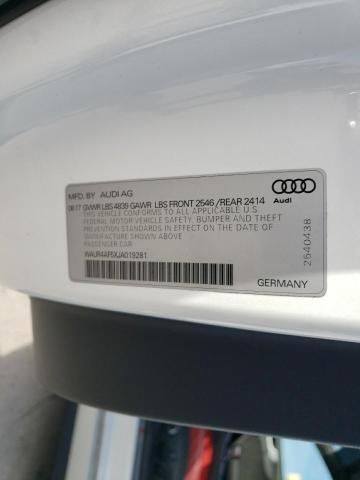 MFD. BY AUDI AG
08/17 GVWR LBS 4839 GAWR LBS FRONT 2546 /REAR 2414
THIS VEHICLE CONFORMS TO ALL APPLICABLE U.S.
FEDERAL MOTOR VEHICLE SAFETY, BUMPER AND THEFT
PREVENTION STANDARDS IN EFFECT ON THE DATE OF
MANUFACTURE SHOWN ABOVE.
PASSENGER CAR
WAUR4AF5XJA019281
Audi
2640438
GERMANY